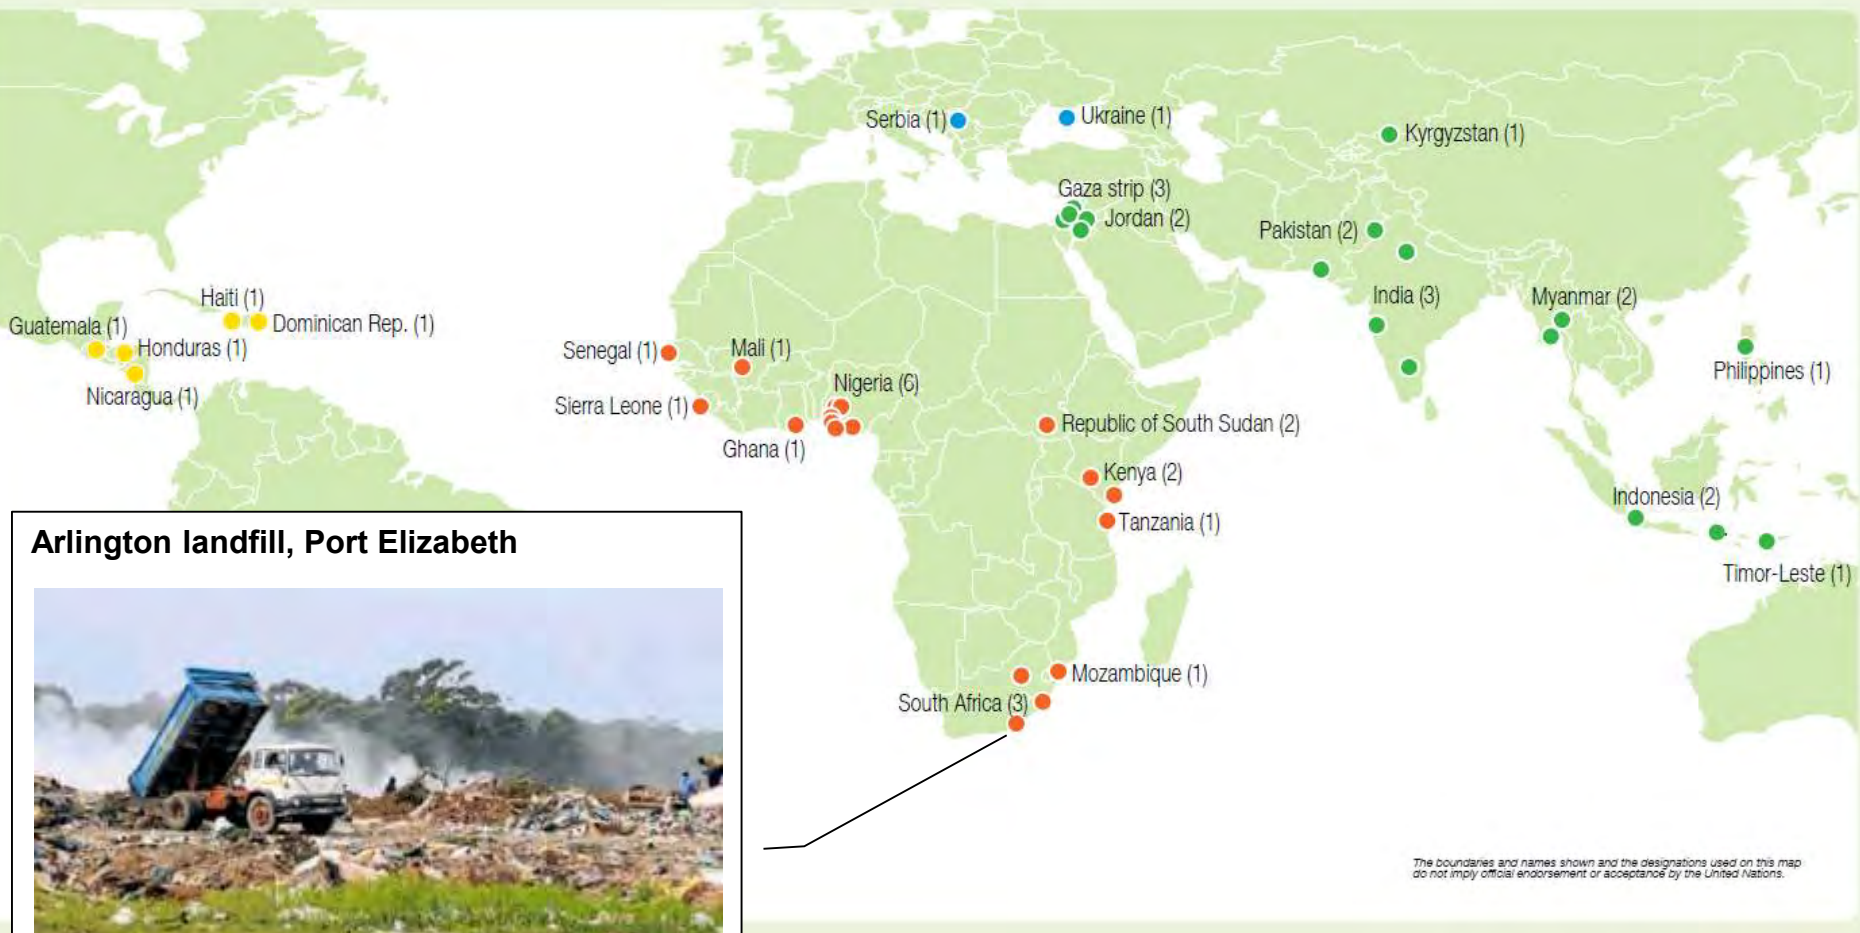 Serbia (1)
Ukraine (1)
Kyrgyzstan (1)
Gaza strip (3)
Jordan (2)
Pakistan (2)
India (3)
Myanmar (2)
Philippines (1)
Haiti (1)
Dominican Rep. (1)
Guatemala (1)
Honduras (1)
Nicaragua (1)
Senegal (1)
Mali (1)
Nigeria (6)
Sierra Leone (1)
Ghana (1)
Republic of South Sudan (2)
Kenya (2)
Tanzania (1)
Indonesia (2)
Timor-Leste (1)
Mozambique (1)
South Africa (3)
Arlington landfill, Port Elizabeth
The boundaries and names shown and the designations used on this map
do not imply official endorsement or acceptance by the United Nations.